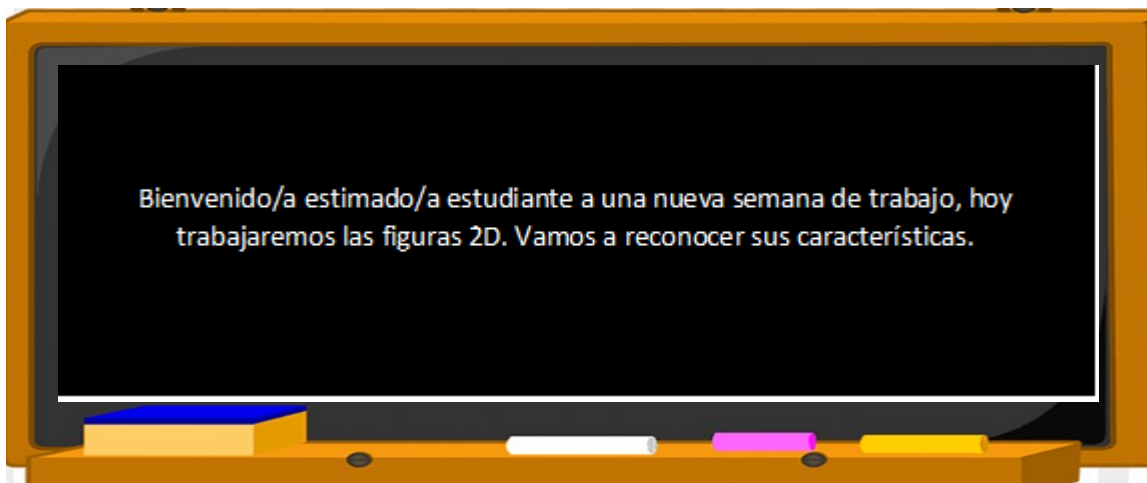 Bienvenido/a estimado/a estudiante a una nueva semana de trabajo, hoy
trabajaremos las figuras 2D. Vamos a reconocer sus características.